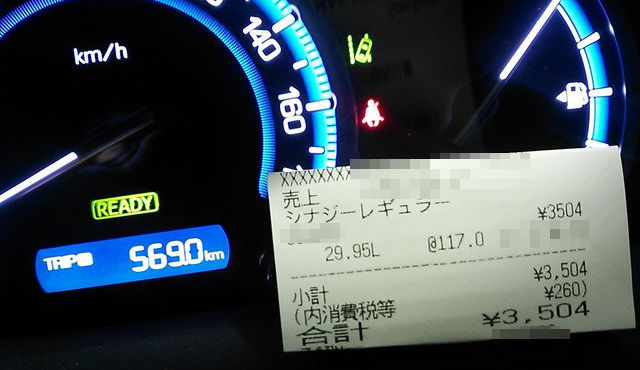 km/h
140
160
READY
TRIP
569.0km
XXXXXXXX
売上
シナジーレギュラー ¥3504
29.95L @117.0
小計 ¥3,504
(内消費税等 ¥260)
合計 ¥3,504